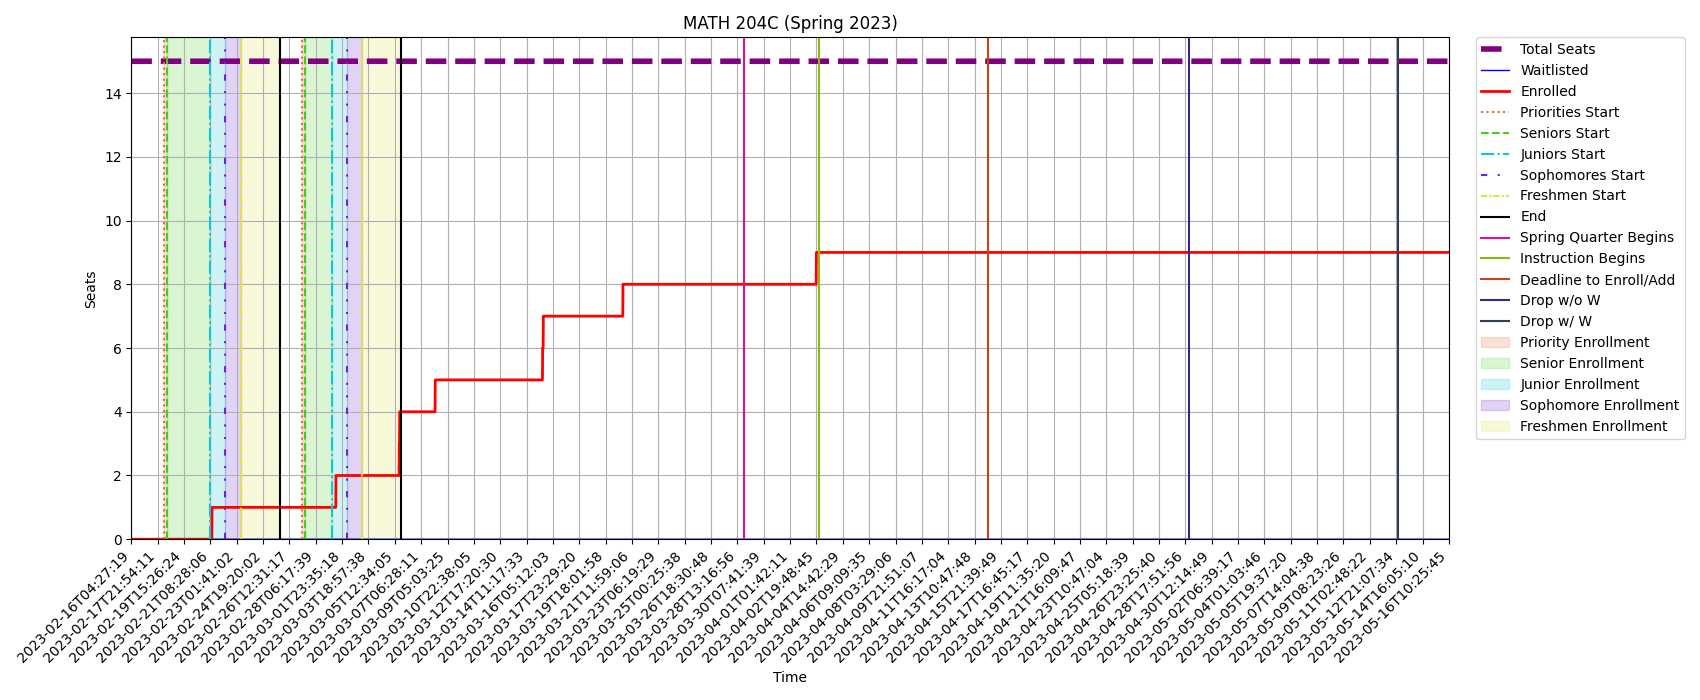 MATH 204C (Spring 2023)
Seats
14
12
10
8
6
4
2
0
2023-02-16T04:27:19
2023-02-17T21:54:11
2023-02-19T15:26:24
2023-02-21T08:28:06
2023-02-23T01:41:02
2023-02-24T19:20:02
2023-02-26T12:31:17
2023-02-28T06:17:39
2023-03-01T23:35:18
2023-03-03T18:57:38
2023-03-05T12:34:05
2023-03-07T06:28:11
2023-03-09T05:03:25
2023-03-10T22:38:05
2023-03-12T17:20:30
2023-03-14T11:17:33
2023-03-16T05:12:03
2023-03-17T23:29:20
2023-03-19T18:01:58
2023-03-21T11:59:06
2023-03-23T06:19:29
2023-03-25T00:25:38
2023-03-26T18:30:48
2023-03-28T13:16:56
2023-03-30T07:41:39
2023-04-01T01:42:11
2023-04-02T19:48:45
2023-04-04T14:42:29
2023-04-06T09:09:35
2023-04-08T03:29:06
2023-04-09T21:51:07
2023-04-11T16:17:04
2023-04-13T10:47:48
2023-04-15T21:39:49
2023-04-17T16:45:17
2023-04-19T11:35:20
2023-04-21T16:09:47
2023-04-23T10:47:04
2023-04-25T05:18:39
2023-04-26T23:25:40
2023-04-28T17:51:56
2023-04-30T12:14:49
2023-05-02T06:39:17
2023-05-04T01:03:46
2023-05-05T19:37:20
2023-05-07T14:04:38
2023-05-09T08:23:26
2023-05-11T02:48:22
2023-05-12T21:07:34
2023-05-14T16:05:10
2023-05-16T10:25:45
Time
Total Seats
Waitlisted
Enrolled
Priorities Start
Seniors Start
Juniors Start
Sophomores Start
Freshmen Start
End
Spring Quarter Begins
Instruction Begins
Deadline to Enroll/Add
Drop w/o W
Drop w/ W
Priority Enrollment
Senior Enrollment
Junior Enrollment
Sophomore Enrollment
Freshmen Enrollment